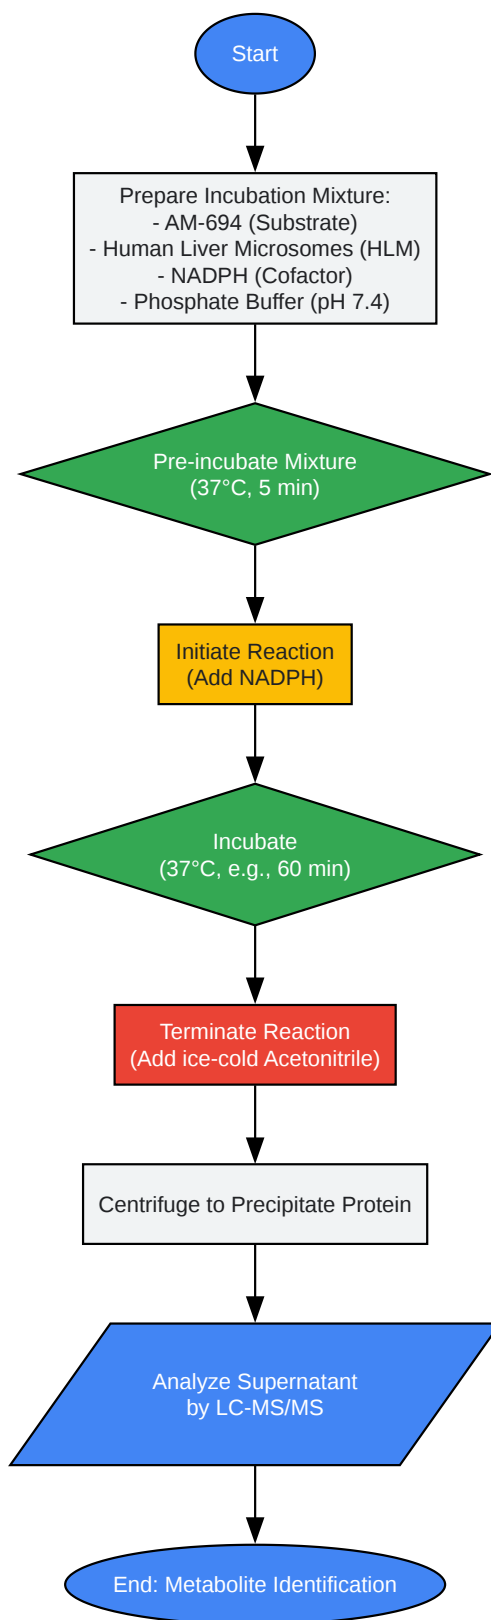 Start
Prepare Incubation Mixture:
- AM-694 (Substrate)
- Human Liver Microsomes (HLM)
- NADPH (Cofactor)
- Phosphate Buffer (pH 7.4)
Pre-incubate Mixture
(37°C, 5 min)
Initiate Reaction
(Add NADPH)
Incubate
(37°C, e.g., 60 min)
Terminate Reaction
(Add ice-cold Acetonitrile)
Centrifuge to Precipitate Protein
Analyze Supernatant
by LC-MS/MS
End: Metabolite Identification